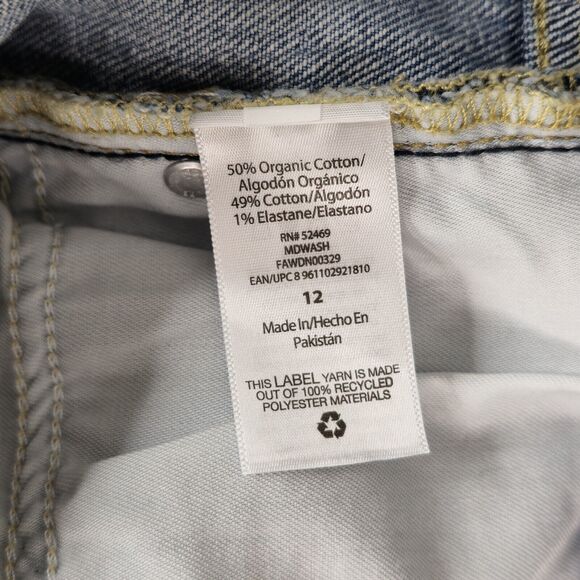 50% Organic Cotton/
Algodón Orgánico
49% Cotton/Algodón
1% Elastane/Elastano
RN# 52469
MDWASH
FAWDN00329
EAN/UPC 8 961102921810
12
Made In/Hecho En
Pakistán
THIS LABEL YARN IS MADE
OUT OF 100% RECYCLED
POLYESTER MATERIALS